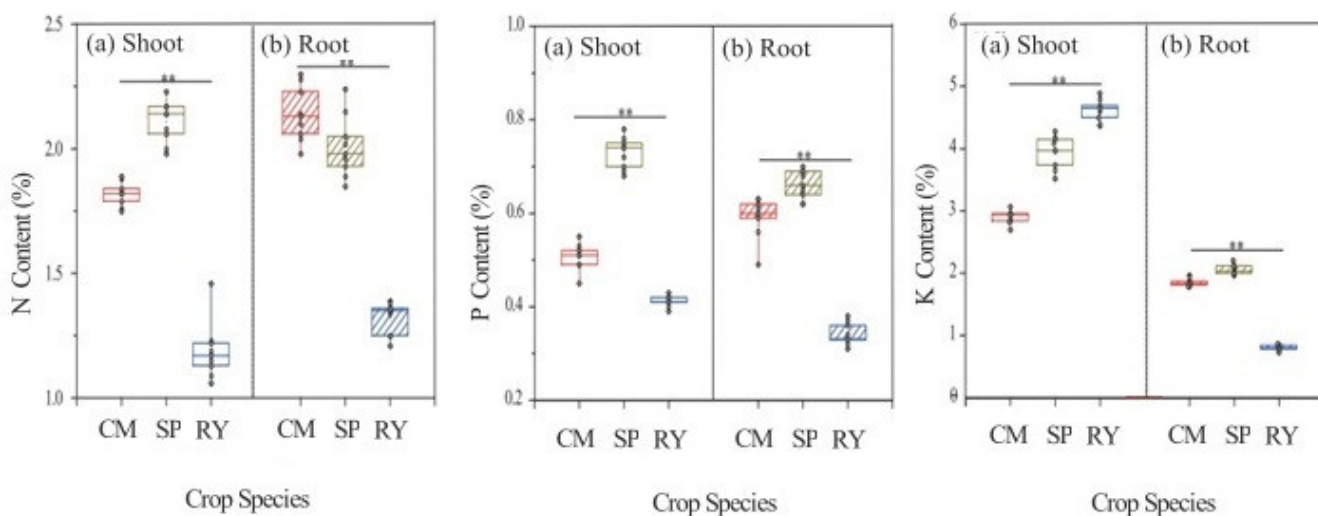 2.5
2.0
1.5
1.0
N Content (%)
(a) Shoot
(b) Root
**
**
CM SP RY CM SP RY
Crop Species
1.0
0.8
0.6
0.4
0.2
P Content (%)
(a) Shoot
(b) Root
**
**
CM SP RY CM SP RY
Crop Species
6
5
4
3
2
1
0
K Content (%)
(a) Shoot
(b) Root
**
**
CM SP RY CM SP RY
Crop Species